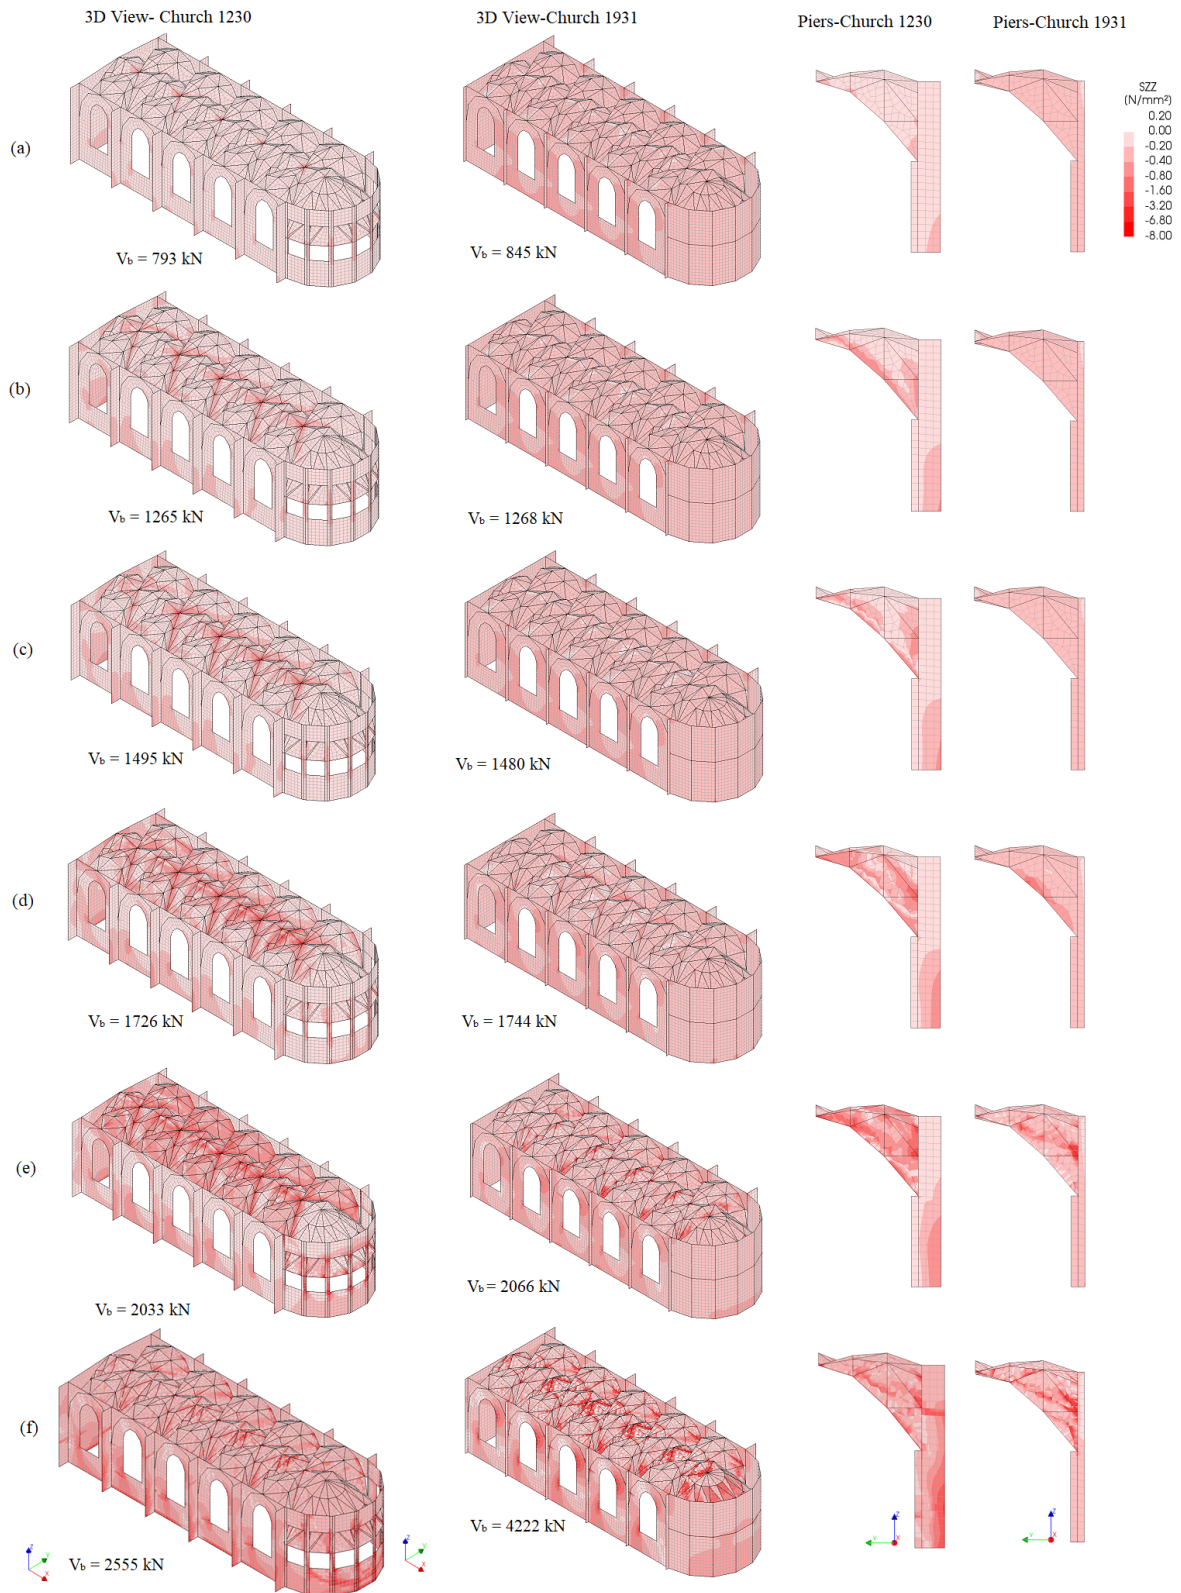 3D View- Church 1230
3D View-Church 1931
Piers-Church 1230
Piers-Church 1931
SZZ
(N/mm²)
0.20
0.00
-0.20
-0.40
-0.80
-1.60
-3.20
-6.80
-8.00
(a)
Vb = 793 kN
Vb = 845 kN
(b)
Vb = 1265 kN
Vb = 1268 kN
(c)
Vb = 1495 kN
Vb = 1480 kN
(d)
Vb = 1726 kN
Vb = 1744 kN
(e)
Vb = 2033 kN
Vb = 2066 kN
(f)
Vb = 2555 kN
Vb = 4222 kN
Z
Y
X
Z
Y
X
Z
Y
X
Z
Y
X